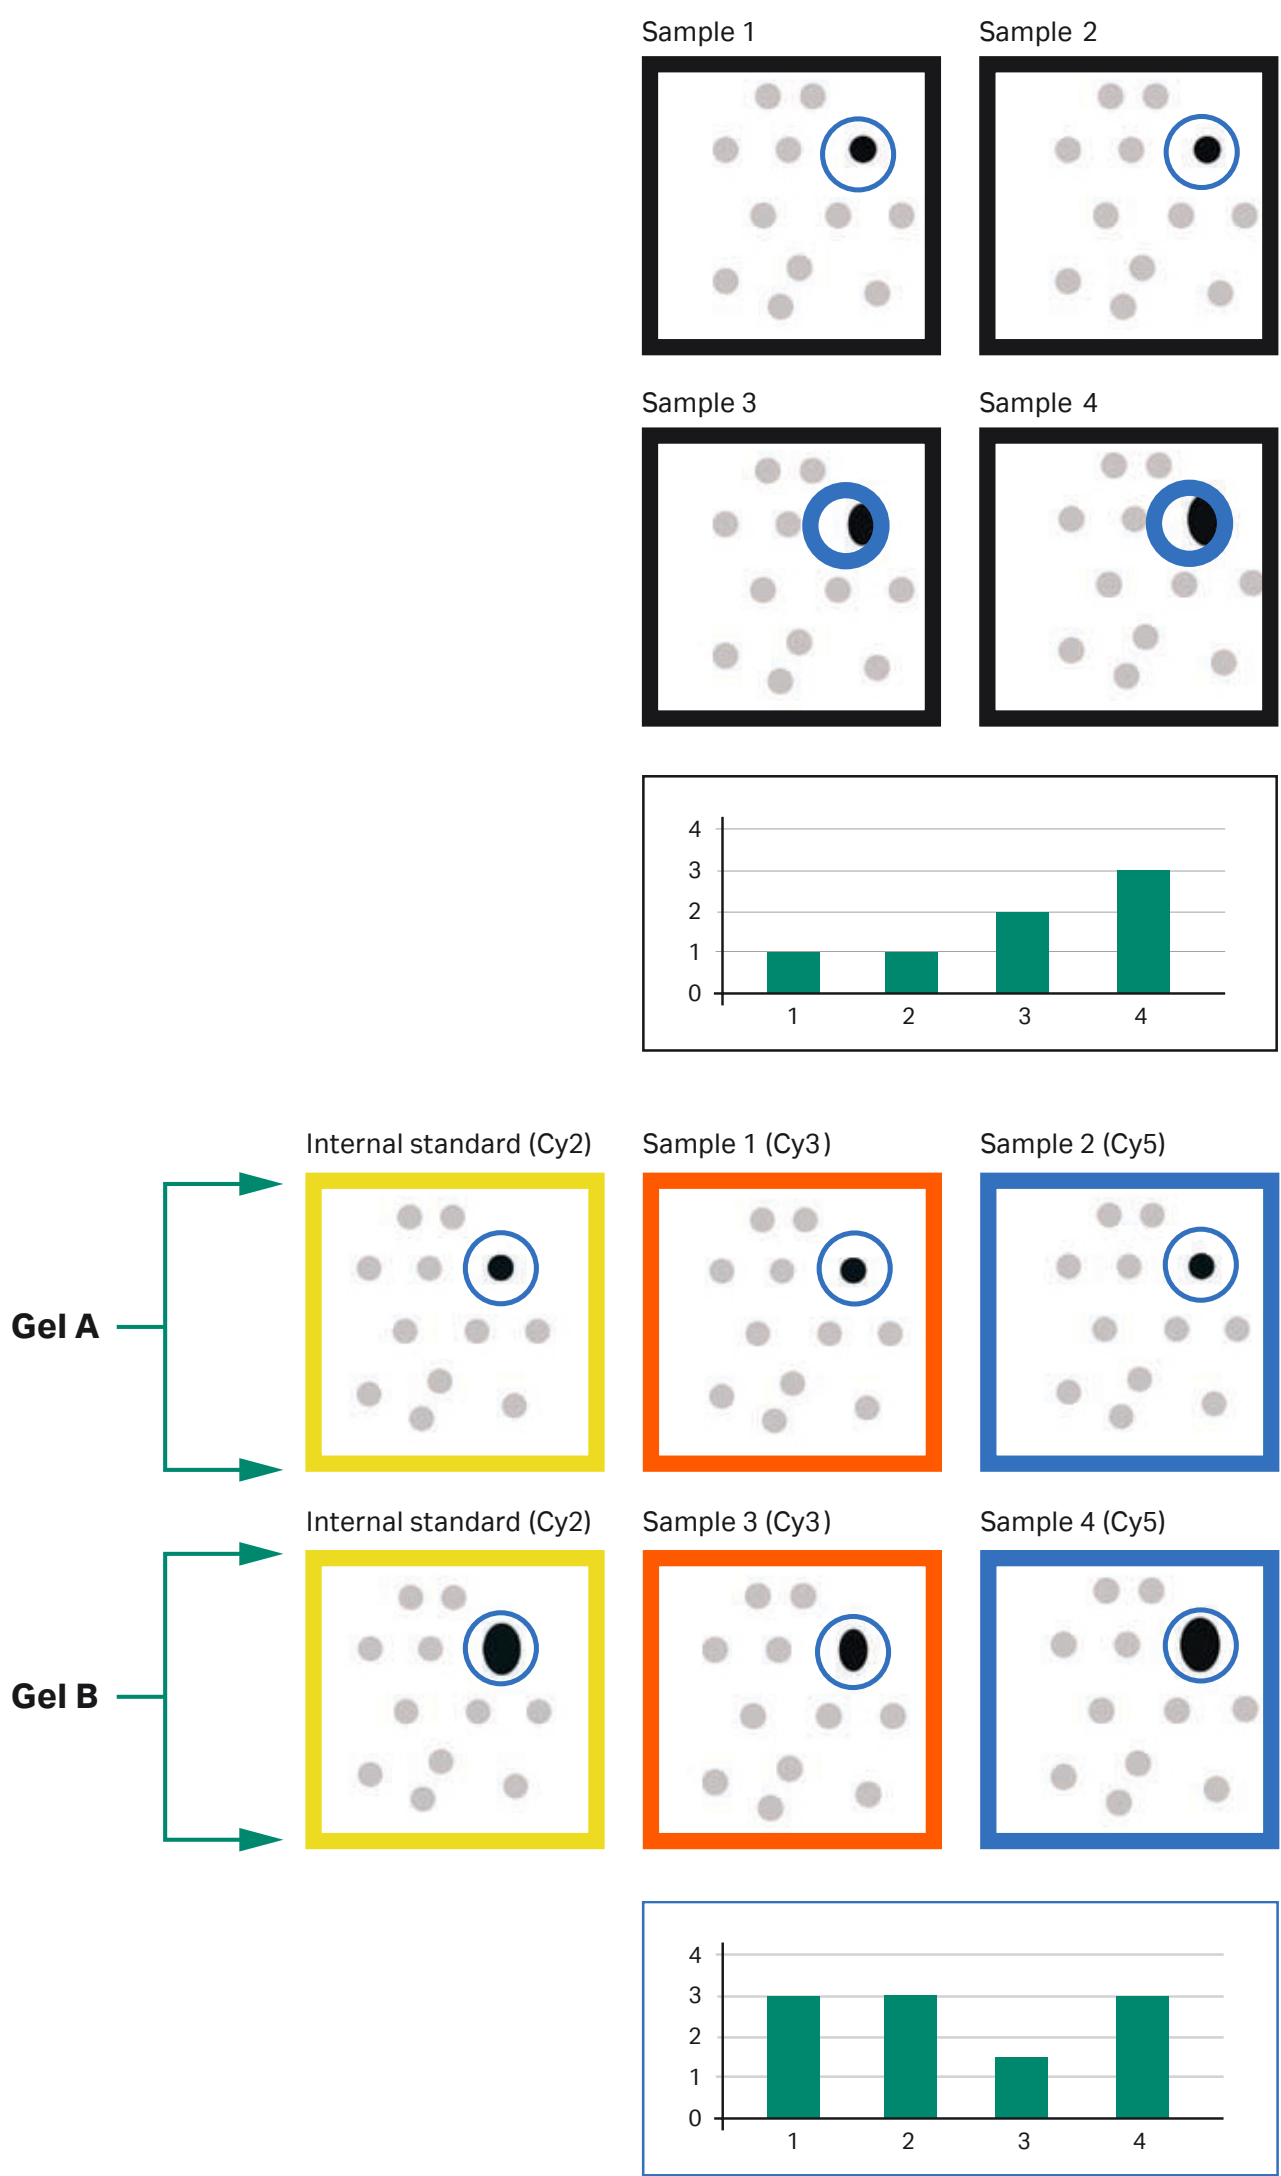 Sample 1
Sample 2
Sample 3
Sample 4
4
3
2
1
0
1 2 3 4
Internal standard (Cy2)
Sample 1 (Cy3)
Sample 2 (Cy5)
Gel A
Internal standard (Cy2)
Sample 3 (Cy3)
Sample 4 (Cy5)
Gel B
4
3
2
1
0
1 2 3 4